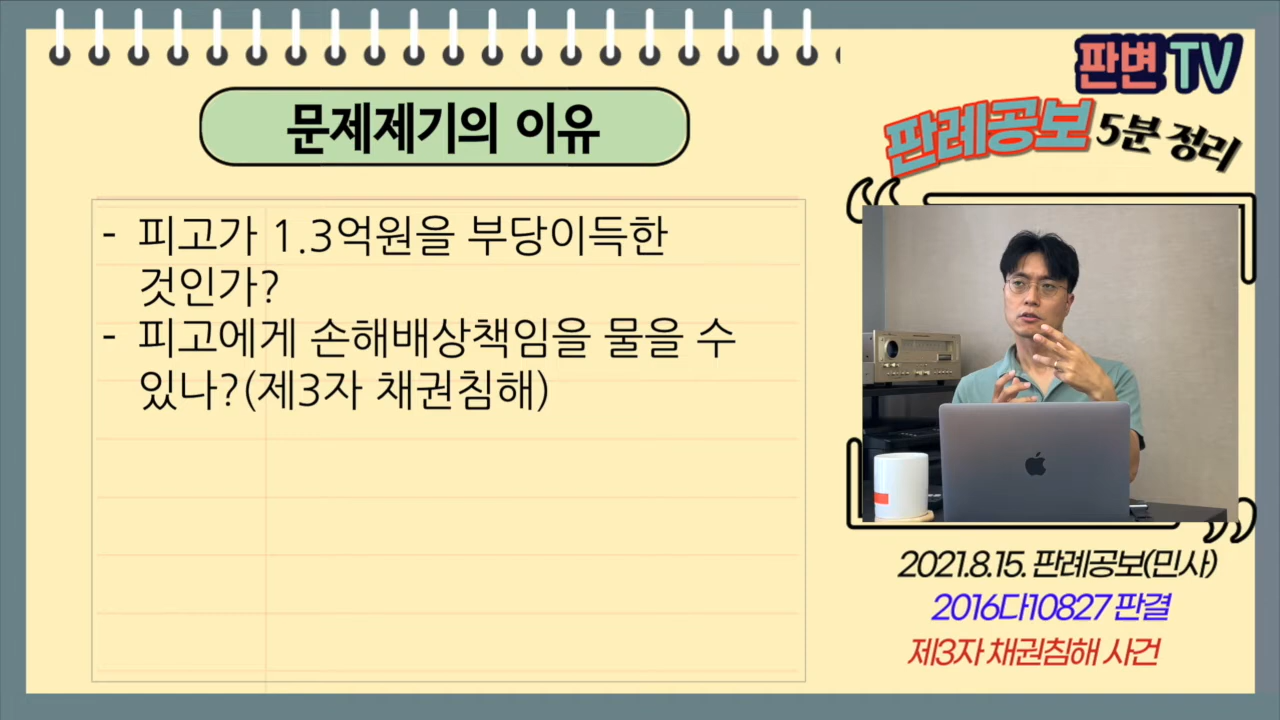 판변TV
판례공보 5분 정리
문제제기의 이유
- 피고가 1.3억원을 부당이득한
것인가?
- 피고에게 손해배상책임을 물을 수
있나?(제3자 채권침해)
2021.8.15. 판례공보(민사)
2016다10827 판결
제3자 채권침해 사건